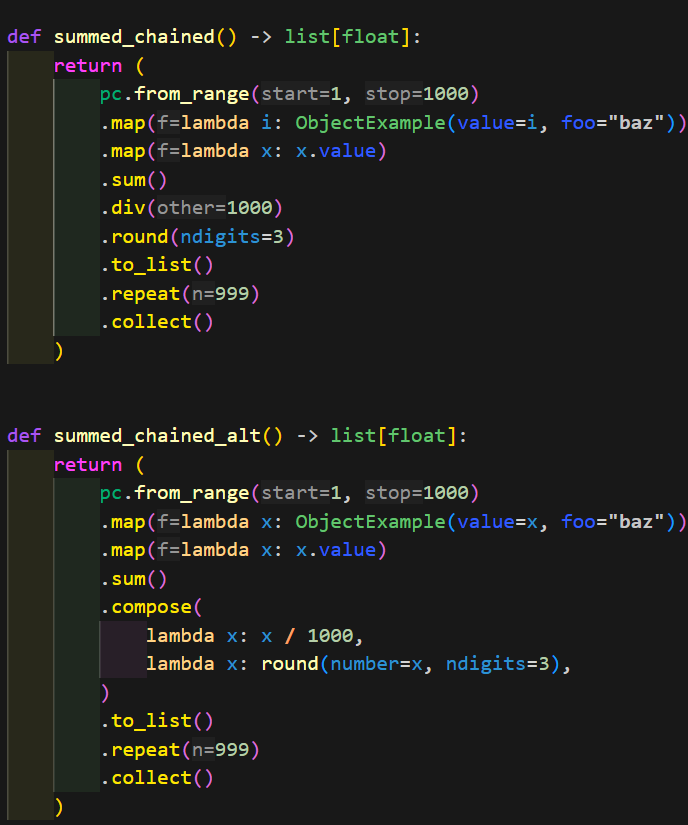 def summed_chained() -> list[float]:
    return (
        pc.from_range(start=1, stop=1000)
        .map(f=lambda i: ObjectExample(value=i, foo="baz"))
        .map(f=lambda x: x.value)
        .sum()
        .div(other=1000)
        .round(ndigits=3)
        .to_list()
        .repeat(n=999)
        .collect()
    )
def summed_chained_alt() -> list[float]:
    return (
        pc.from_range(start=1, stop=1000)
        .map(f=lambda x: ObjectExample(value=x, foo="baz"))
        .map(f=lambda x: x.value)
        .sum()
        .compose(
            lambda x: x / 1000,
            lambda x: round(number=x, ndigits=3),
        )
        .to_list()
        .repeat(n=999)
        .collect()
    )